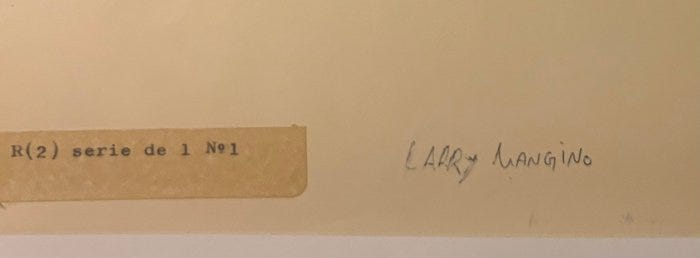 R(2) serie de 1 Nº1
LARRY MANGINO